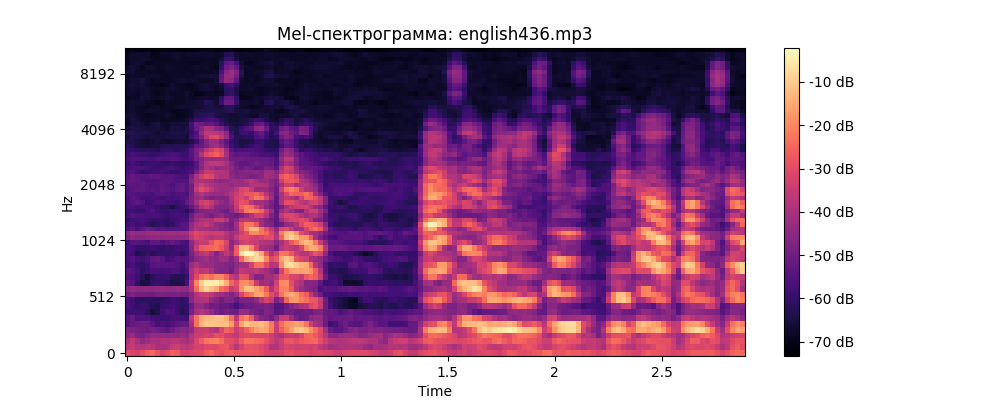 Mel-спектрограмма: english436.mp3
Hz
8192
4096
2048
1024
512
0
0 0.5 1 1.5 2 2.5
Time
-10 dB
-20 dB
-30 dB
-40 dB
-50 dB
-60 dB
-70 dB